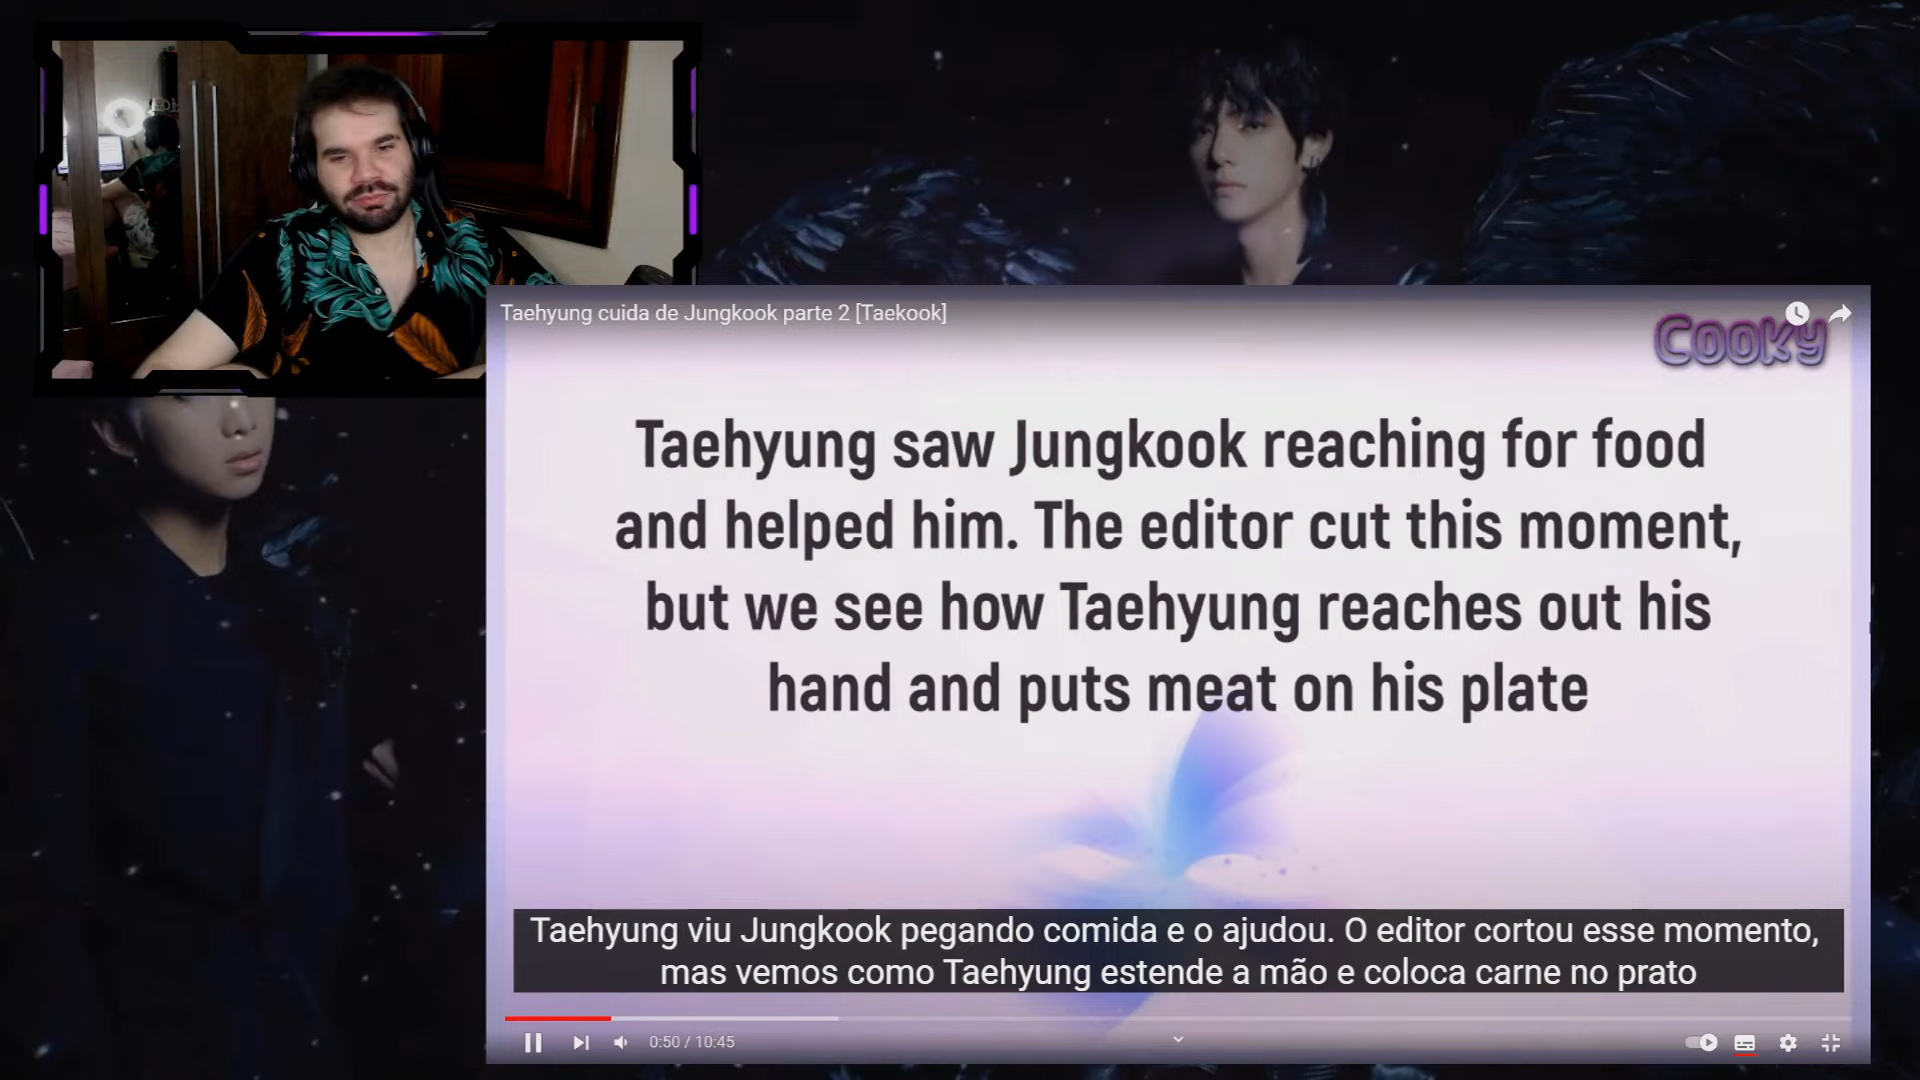 Taehyung cuida de Jungkook parte 2 [Taekook]
Cooky
Taehyung saw Jungkook reaching for food
and helped him. The editor cut this moment,
but we see how Taehyung reaches out his
hand and puts meat on his plate
Taehyung viu Jungkook pegando comida e o ajudou. O editor cortou esse momento,
mas vemos como Taehyung estende a mão e coloca carne no prato
0:50 / 10:45